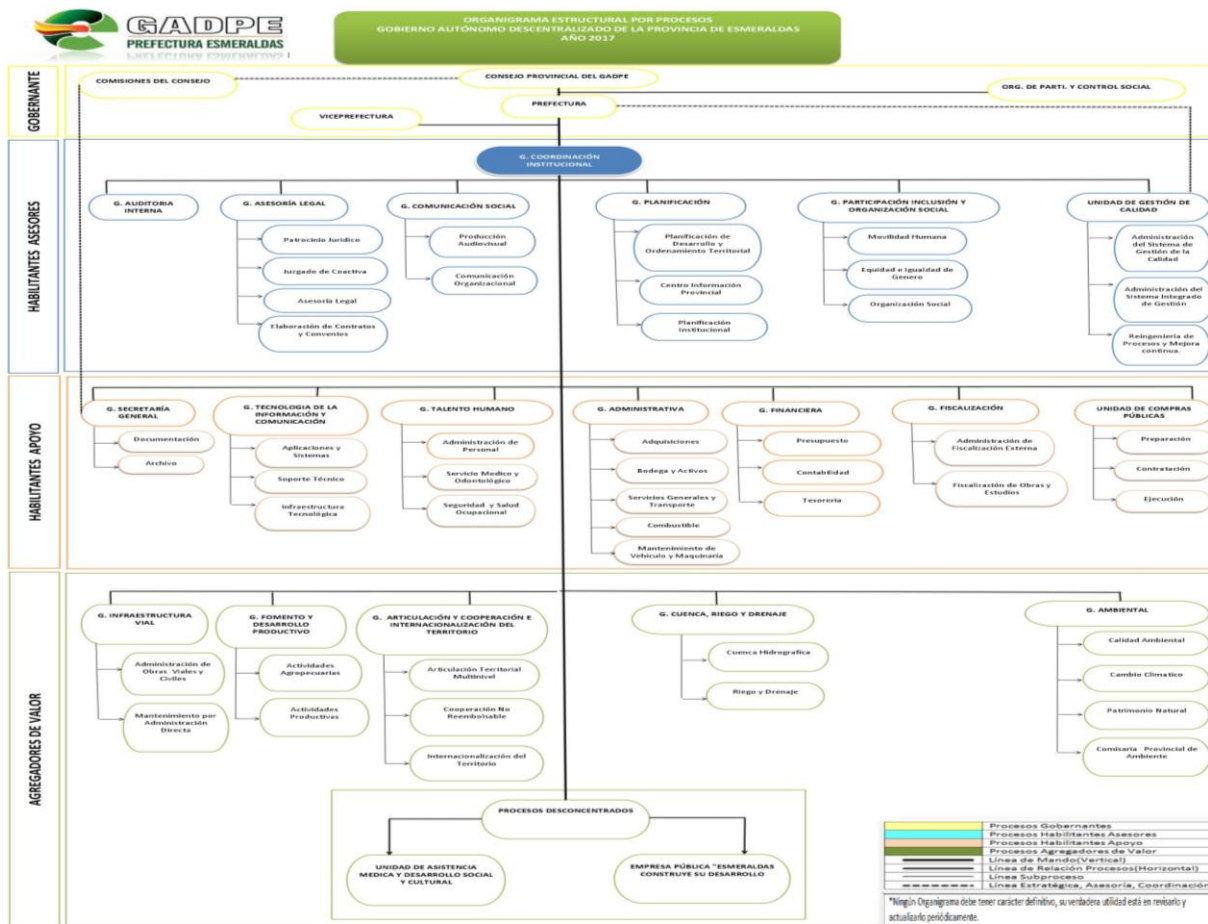 GADPE
PREFECTURA ESMERALDAS
ORGANIGRAMA ESTRUCTURAL POR PROCESOS
GOBIERNO AUTÓNOMO DESCENTRALIZADO DE LA PROVINCIA DE ESMERALDAS
AÑO 2017
GOBERNANTE
COMISIONES DEL CONSEJO
CONSEJO PROVINCIAL DEL GADPE
ORG. DE PARTI. Y CONTROL SOCIAL
PREFECTURA
VICEPREFECTURA
HABILITANTES ASESORES
G. COORDINACIÓN
INSTITUCIONAL
G. AUDITORIA
INTERNA
G. ASESORÍA LEGAL
Patrocinio Jurídico
Juzgado de Coactiva
Asesoría Legal
Elaboración de Contratos
y Convenios
G. COMUNICACIÓN SOCIAL
Producción
Audiovisual
Comunicación
Organizacional
G. PLANIFICACIÓN
Planificación de
Desarrollo y
Ordenamiento Territorial
Centro Información
Provincial
Planificación
Institucional
G. PARTICIPACIÓN INCLUSIÓN Y
ORGANIZACIÓN SOCIAL
Movilidad Humana
Equidad e Igualdad de
Genero
Organización Social
UNIDAD DE GESTIÓN DE
CALIDAD
Administración
del Sistema de
Gestión de la
Calidad
Administración del
Sistema Integrado
de Gestión
Reingeniería de
Procesos y Mejora
continua.
HABILITANTES APOYO
G. SECRETARÍA
GENERAL
Documentación
Archivo
G. TECNOLOGIA DE LA
INFORMACIÓN Y
COMUNICACIÓN
Aplicaciones y
Sistemas
Soporte Técnico
Infraestructura
Tecnológica
G. TALENTO HUMANO
Administración de
Personal
Servicio Medico y
Odontológico
Seguridad y Salud
Ocupacional
G. ADMINISTRATIVA
Adquisiciones
Bodega y Activos
Servicios Generales y
Transporte
Combustible
Mantenimiento de
Vehiculo y Maquinaria
G. FINANCIERA
Presupuesto
Contabilidad
Tesoreria
G. FISCALIZACIÓN
Administración de
Fiscalización Externa
Fiscalización de Obras y
Estudios
UNIDAD DE COMPRAS
PÚBLICAS
Preparación
Contratación
Ejecución
AGREGADORES DE VALOR
G. INFRAESTRUCTURA
VIAL
Administración de
Obras Viales y
Civiles
Mantenimiento por
Administración
Directa
G. FOMENTO Y
DESARROLLO
PRODUCTIVO
Actividades
Agropecuarias
Actividades
Productivas
G. ARTICULACIÓN Y COOPERACIÓN E
INTERNACIONALIZACIÓN DEL
TERRITORIO
Articulación Territorial
Multinivel
Cooperación No
Reembolsable
Internacionalización del
Territorio
G. CUENCA, RIEGO Y DRENAJE
Cuenca Hidrografica
Riego y Drenaje
G. AMBIENTAL
Calidad Ambiental
Cambio Climatico
Patrimonio Natural
Comisaría Provincial de
Ambiente
PROCESOS DESCONCENTRADOS
UNIDAD DE ASISTENCIA
MEDICA Y DESARROLLO SOCIAL
Y CULTURAL
EMPRESA PÚBLICA "ESMERALDAS
CONSTRUYE SU DESARROLLO
Procesos Gobernantes
Procesos Habilitantes Asesores
Procesos Habilitantes Apoyo
Procesos Agregadores de Valor
Línea de Mando(Vertical)
Línea de Relación Procesos(Horizontal)
Línea Subproceso
Línea Estratégica, Asesoría, Coordinación
*Ningún Organigrama debe tener carácter definitivo, su verdadera utilidad está en revisarlo y
actualizarlo periódicamente.